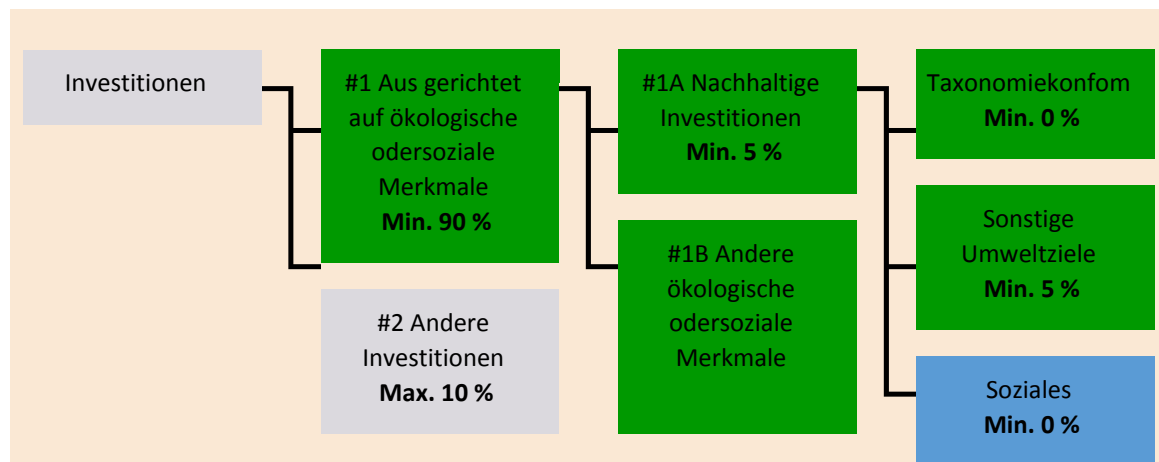 Investitionen
#1 Aus gerichtet
auf ökologische
odersoziale
Merkmale
Min. 90 %
#2 Andere
Investitionen
Max. 10 %
#1A Nachhaltige
Investitionen
Min. 5 %
#1B Andere
ökologische
odersoziale
Merkmale
Taxonomiekonfom
Min. 0 %
Sonstige
Umweltziele
Min. 5 %
Soziales
Min. 0 %